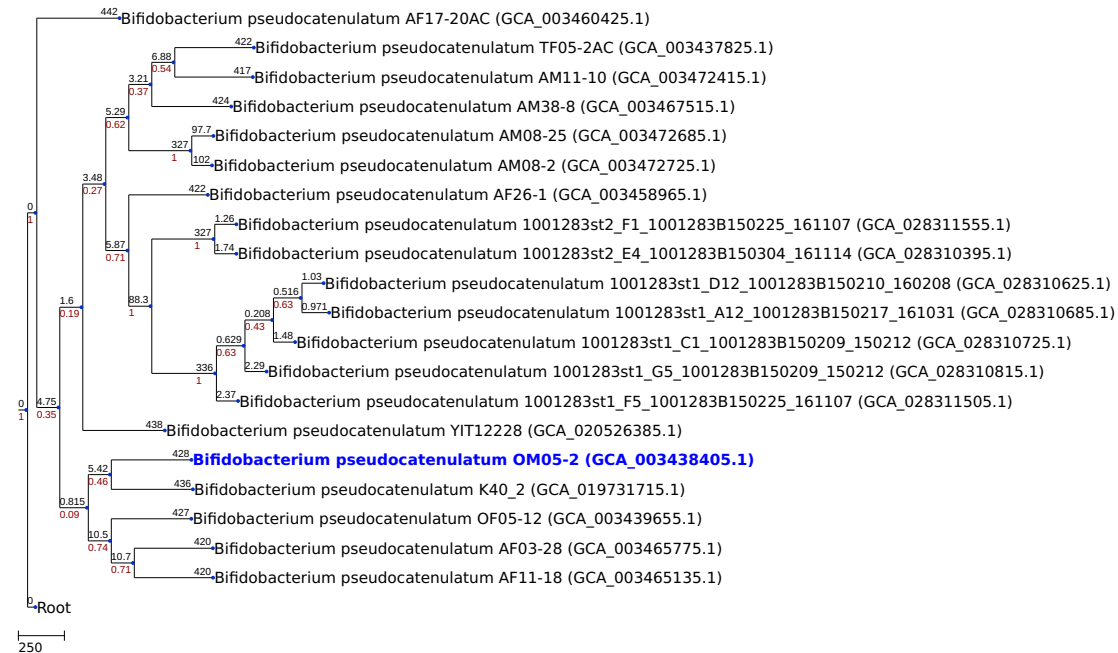 442 Bifidobacterium pseudocatenulatum AF17-20AC (GCA_003460425.1)
422 Bifidobacterium pseudocatenulatum TF05-2AC (GCA_003437825.1)
6.88
0.54
417 Bifidobacterium pseudocatenulatum AM11-10 (GCA_003472415.1)
3.21
0.37
424 Bifidobacterium pseudocatenulatum AM38-8 (GCA_003467515.1)
5.29
0.62
97.7 Bifidobacterium pseudocatenulatum AM08-25 (GCA_003472685.1)
327
1
102 Bifidobacterium pseudocatenulatum AM08-2 (GCA_003472725.1)
3.48
0.27
422 Bifidobacterium pseudocatenulatum AF26-1 (GCA_003458965.1)
0
1
1.26 Bifidobacterium pseudocatenulatum 1001283st2_F1_1001283B150225_161107 (GCA_028311555.1)
327
1
1.74 Bifidobacterium pseudocatenulatum 1001283st2_E4_1001283B150304_161114 (GCA_028310395.1)
5.87
0.71
1.03 Bifidobacterium pseudocatenulatum 1001283st1_D12_1001283B150210_160208 (GCA_028310625.1)
0.516
0.63
88.3
1
1.6
0.19
0.971 Bifidobacterium pseudocatenulatum 1001283st1_A12_1001283B150217_161031 (GCA_028310685.1)
0.208
0.43
1.48 Bifidobacterium pseudocatenulatum 1001283st1_C1_1001283B150209_150212 (GCA_028310725.1)
0.629
0.63
2.29 Bifidobacterium pseudocatenulatum 1001283st1_G5_1001283B150209_150212 (GCA_028310815.1)
336
1
2.37 Bifidobacterium pseudocatenulatum 1001283st1_F5_1001283B150225_161107 (GCA_028311505.1)
0
1
4.75
0.35
438 Bifidobacterium pseudocatenulatum YIT12228 (GCA_020526385.1)
428 Bifidobacterium pseudocatenulatum OM05-2 (GCA_003438405.1)
5.42
0.46
436 Bifidobacterium pseudocatenulatum K40_2 (GCA_019731715.1)
0.815
0.09
427 Bifidobacterium pseudocatenulatum OF05-12 (GCA_003439655.1)
10.5
0.74
420 Bifidobacterium pseudocatenulatum AF03-28 (GCA_003465775.1)
10.7
0.71
420 Bifidobacterium pseudocatenulatum AF11-18 (GCA_003465135.1)
0 Root
250